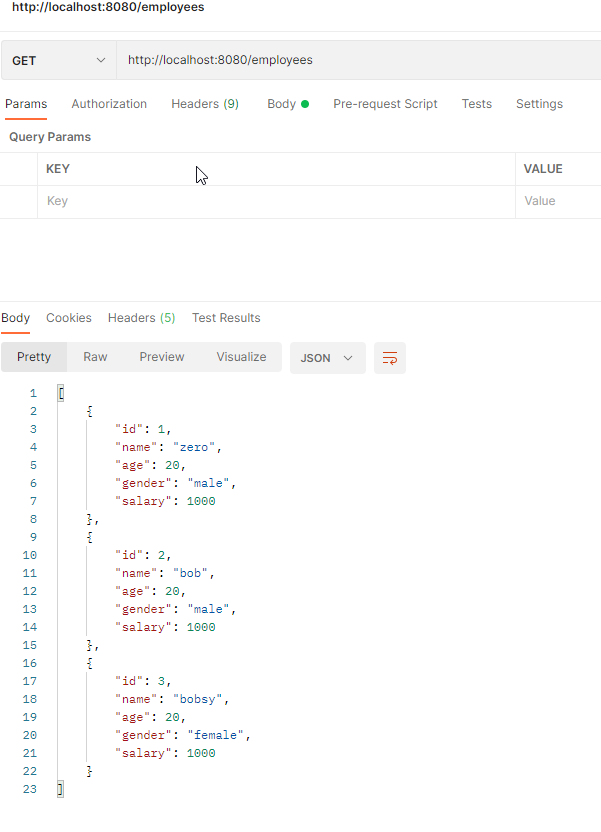 http://localhost:8080/employees
GET http://localhost:8080/employees
Params Authorization Headers (9) Body Pre-request Script Tests Settings
Query Params
KEY VALUE
Key Value
Body Cookies Headers (5) Test Results
Pretty Raw Preview Visualize JSON
1 [
2 {
3 "id": 1,
4 "name": "zero",
5 "age": 20,
6 "gender": "male",
7 "salary": 1000
8 },
9 {
10 "id": 2,
11 "name": "bob",
12 "age": 20,
13 "gender": "male",
14 "salary": 1000
15 },
16 {
17 "id": 3,
18 "name": "bobsy",
19 "age": 20,
20 "gender": "female",
21 "salary": 1000
22 }
23 ]